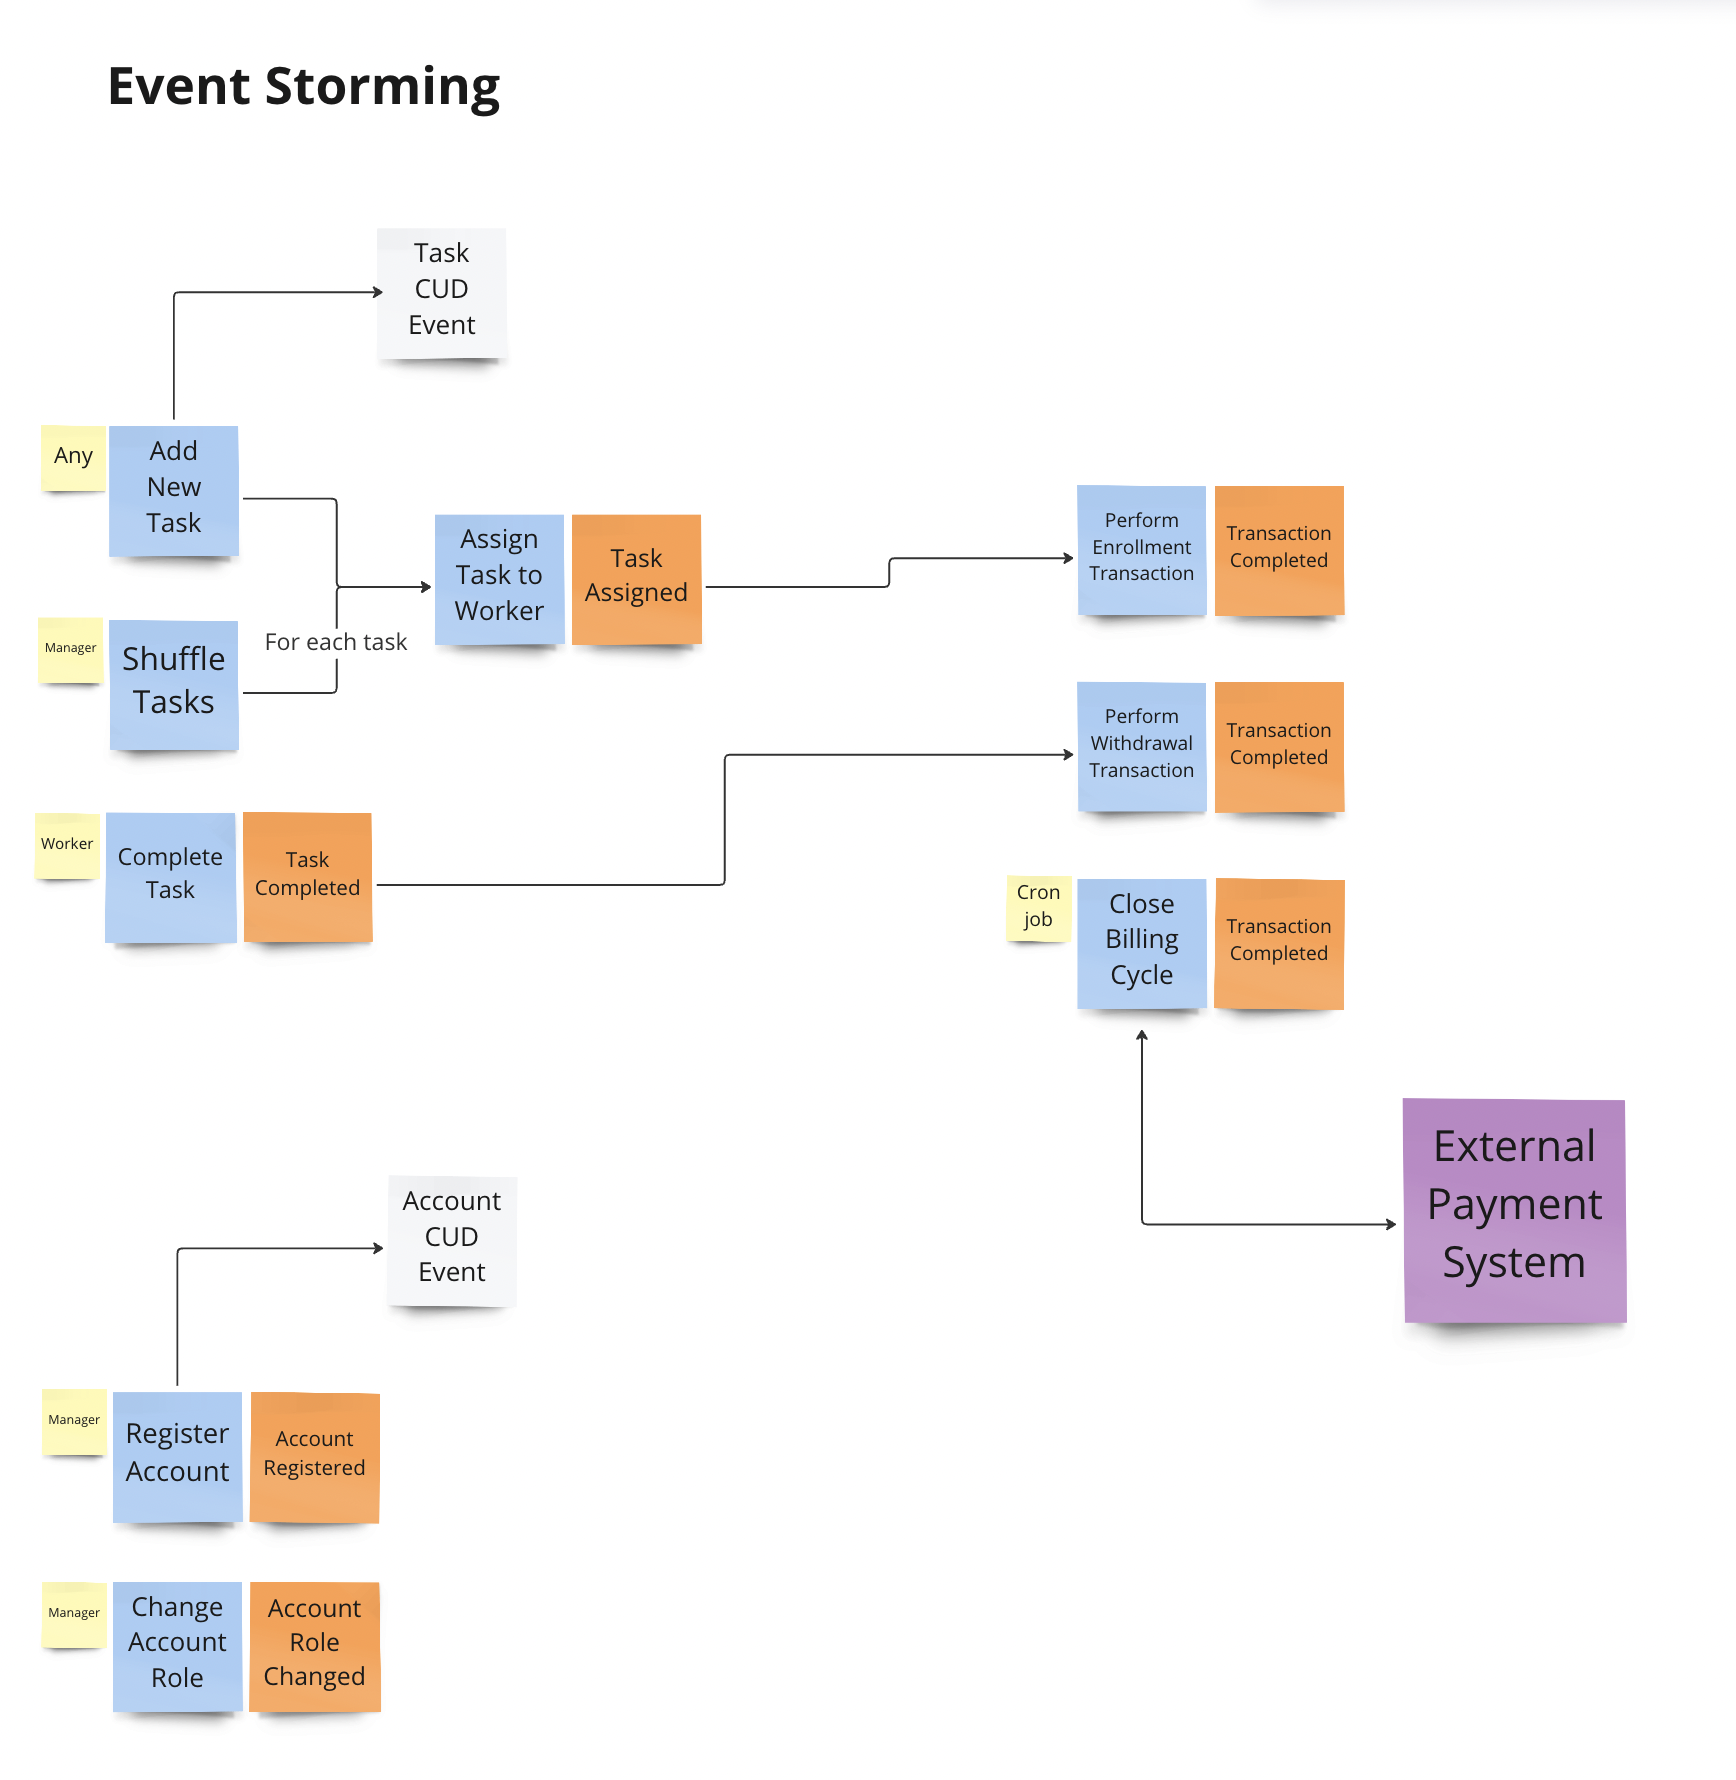 Event Storming
Task
CUD
Event
Any
Add
New
Task
Assign
Task to
Worker
Task
Assigned
Perform
Enrollment
Transaction
Transaction
Completed
For each task
Manager
Shuffle
Tasks
Perform
Withdrawal
Transaction
Transaction
Completed
Worker
Complete
Task
Task
Completed
Cron
job
Close
Billing
Cycle
Transaction
Completed
External
Payment
System
Account
CUD
Event
Manager
Register
Account
Account
Registered
Manager
Change
Account
Role
Account
Role
Changed